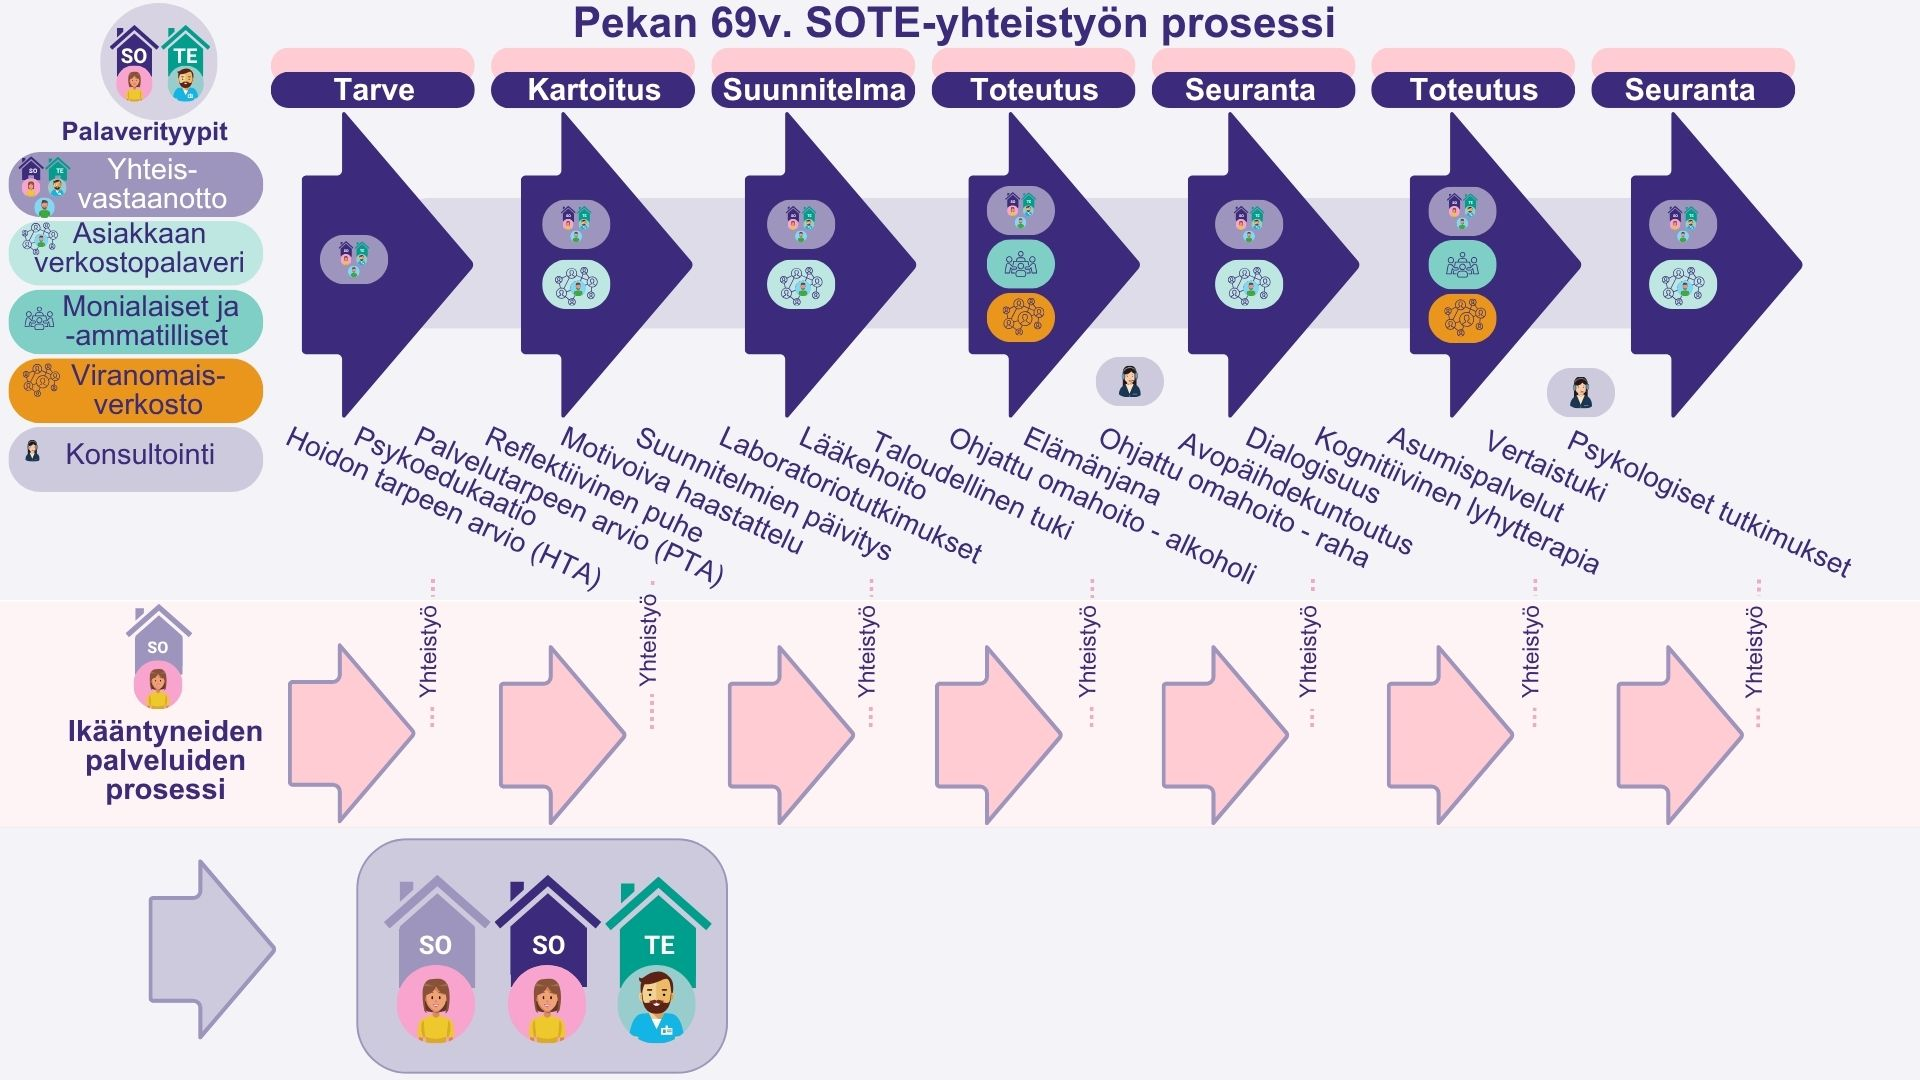 Pekan 69v. SOTE-yhteistyön prosessi
SO TE
Palaverityypit
Yhteis-
vastaanotto
Asiakkaan
verkostopalaveri
Monialaiset ja
-ammatilliset
Viranomais-
verkosto
Konsultointi
Tarve
Kartoitus
Suunnitelma
Toteutus
Seuranta
Toteutus
Seuranta
Hoidon tarpeen arvio (HTA)
Psykoedukaatio
Palvelutarpeen arvio (PTA)
Reflektiivinen puhe
Motivoiva haastattelu
Suunnitelmien päivitys
Laboratoriotutkimukset
Lääkehoito
Taloudellinen tuki
Ohjattu omahoito - alkoholi
Elämänjana
Ohjattu omahoito - raha
Avopäihdekuntoutus
Dialogisuus
Kognitiivinen lyhytterapia
Asumispalvelut
Vertaistuki
Psykologiset tutkimukset
SO
Ikääntyneiden
palveluiden
prosessi
Yhteistyö
Yhteistyö
Yhteistyö
Yhteistyö
Yhteistyö
Yhteistyö
Yhteistyö
SO SO TE